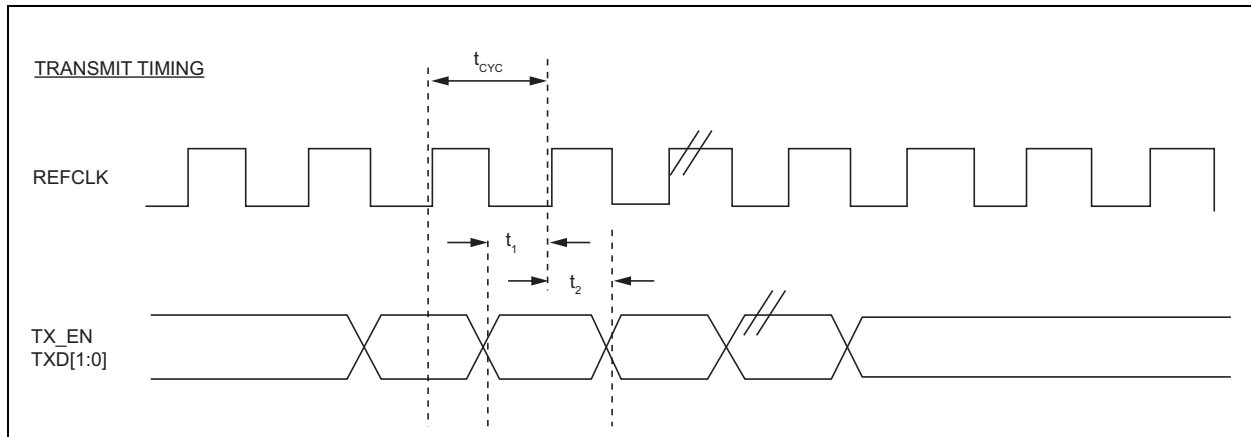 TRANSMIT TIMING
tCYC
REFCLK
t1
t2
TX_EN
TXD[1:0]